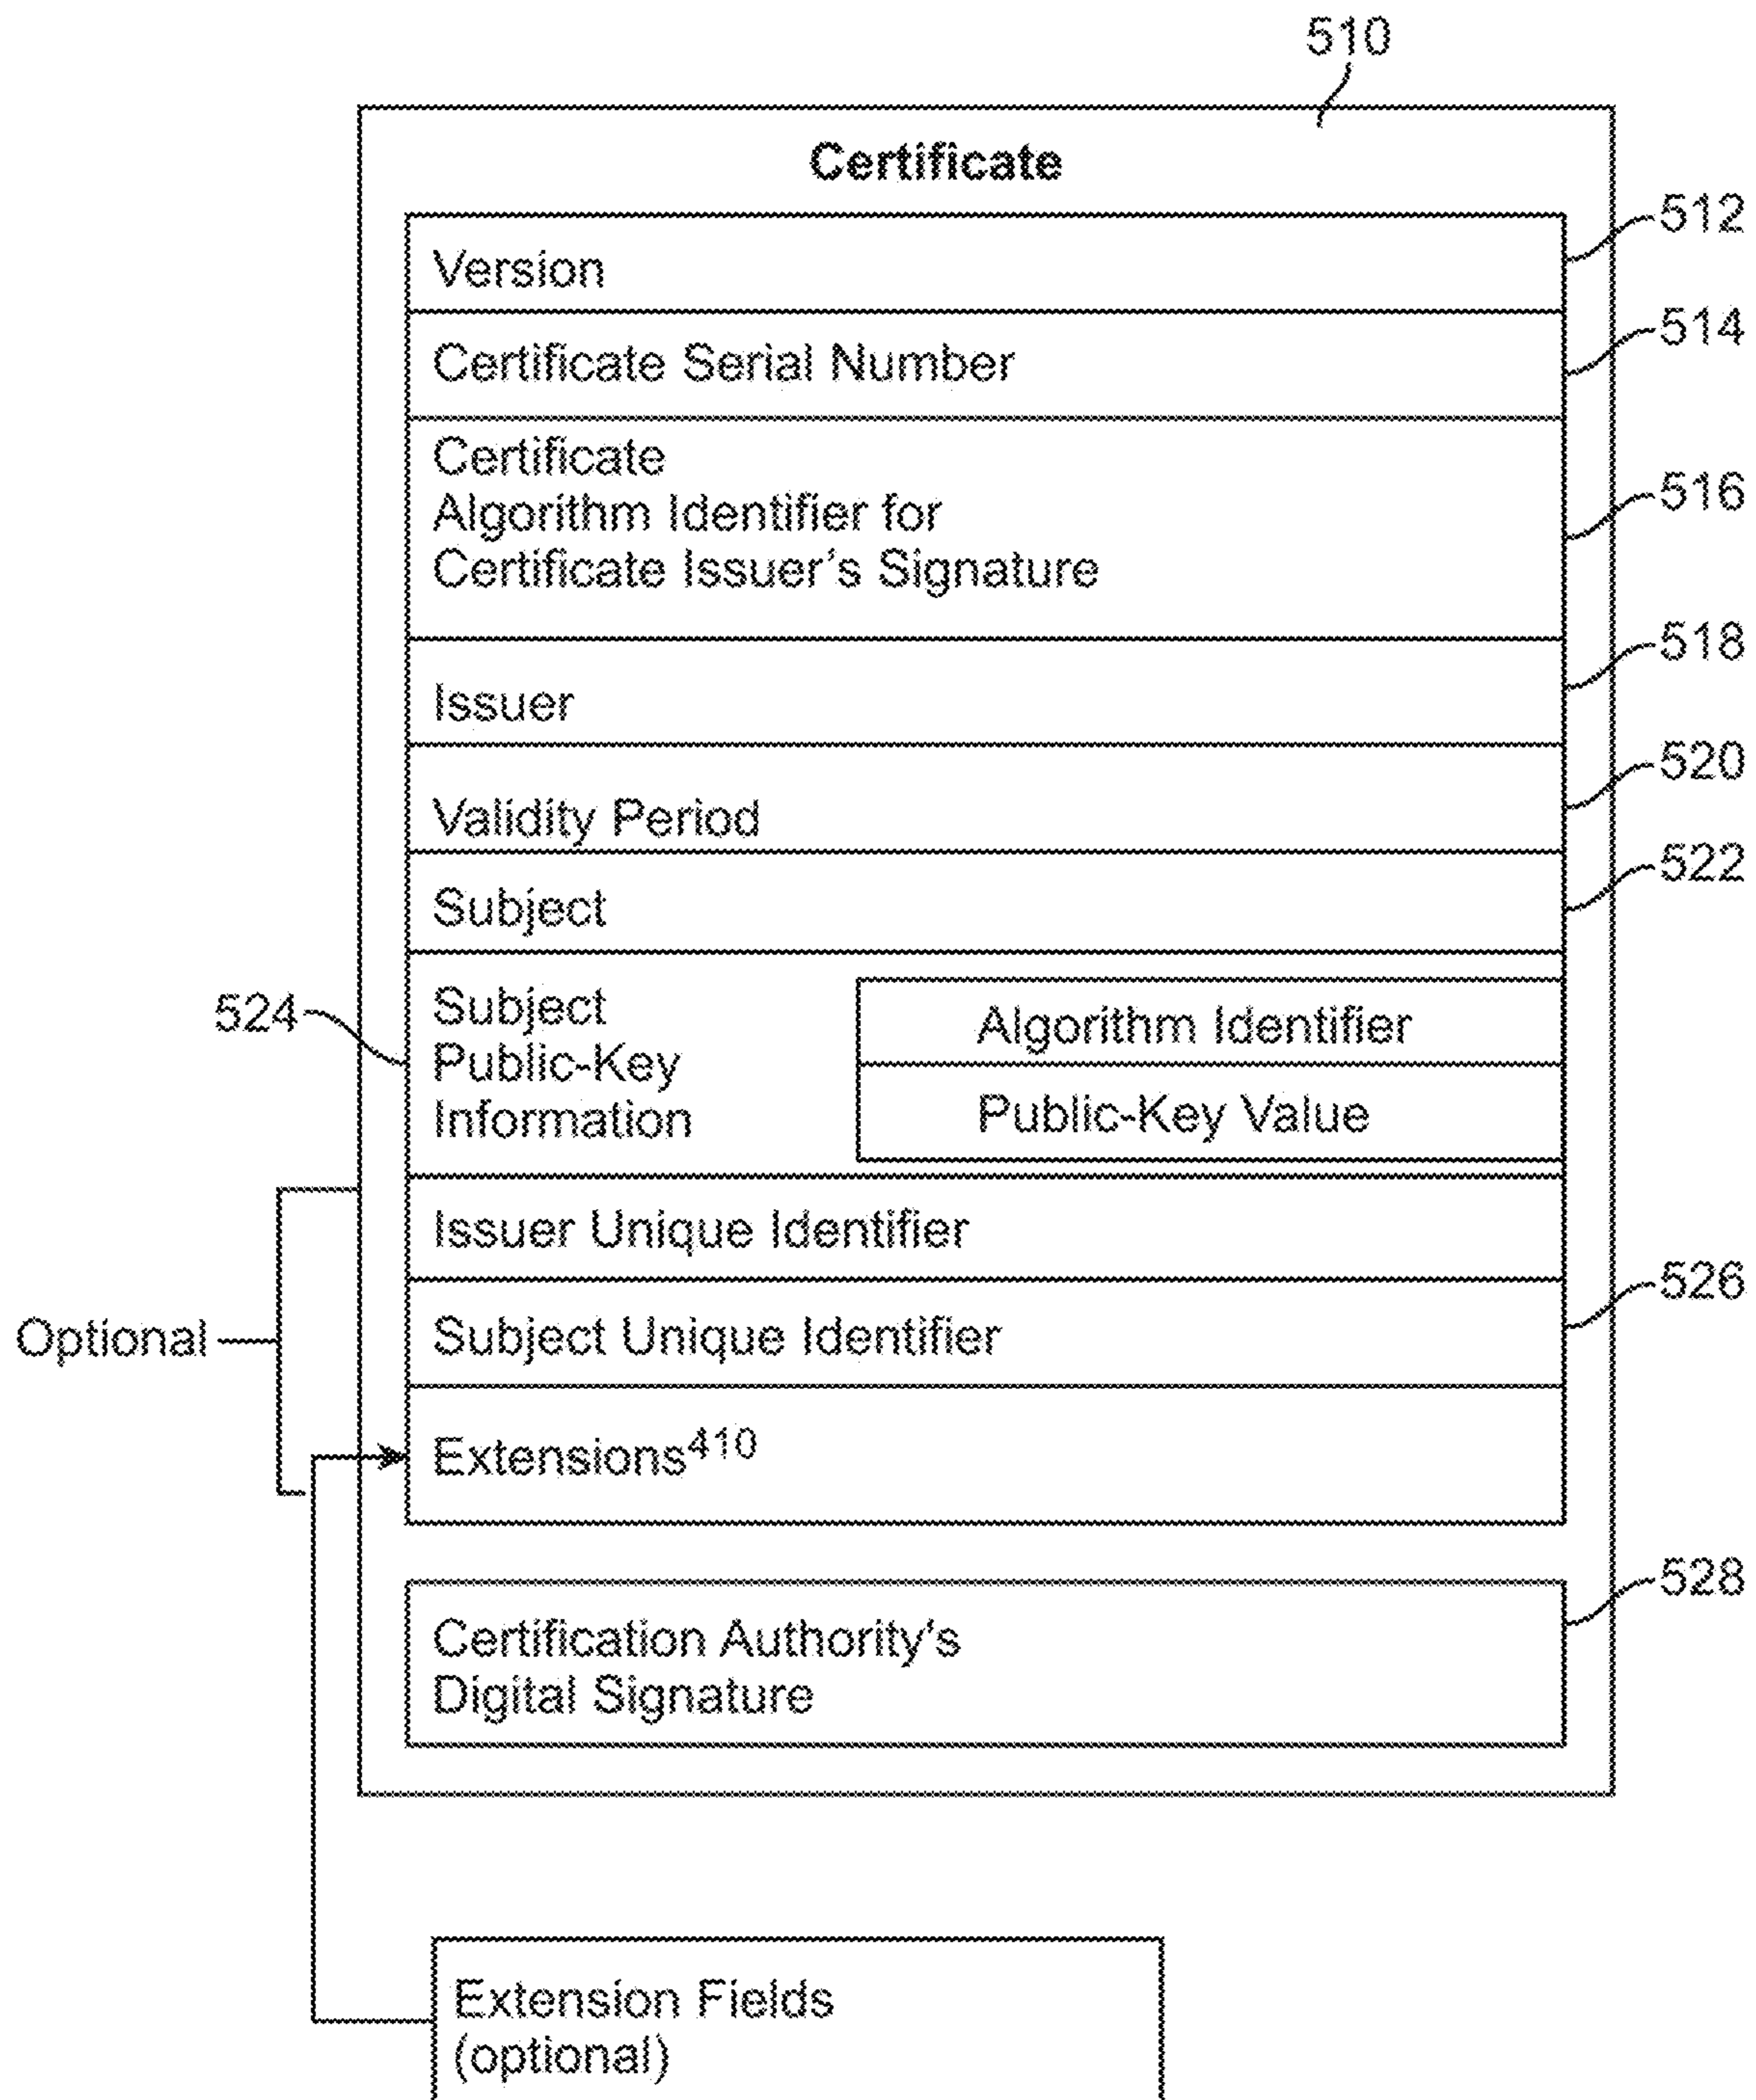 510
Certificate
Version
512
Certificate Serial Number
514
Certificate
Algorithm Identifier for
Certificate Issuer's Signature
516
Issuer
518
Validity Period
520
Subject
522
524
Subject
Public-Key
Information
Algorithm Identifier
Public-Key Value
Issuer Unique Identifier
Optional
Subject Unique Identifier
526
Extensions410
Certification Authority's
Digital Signature
528
Extension Fields
(optional)